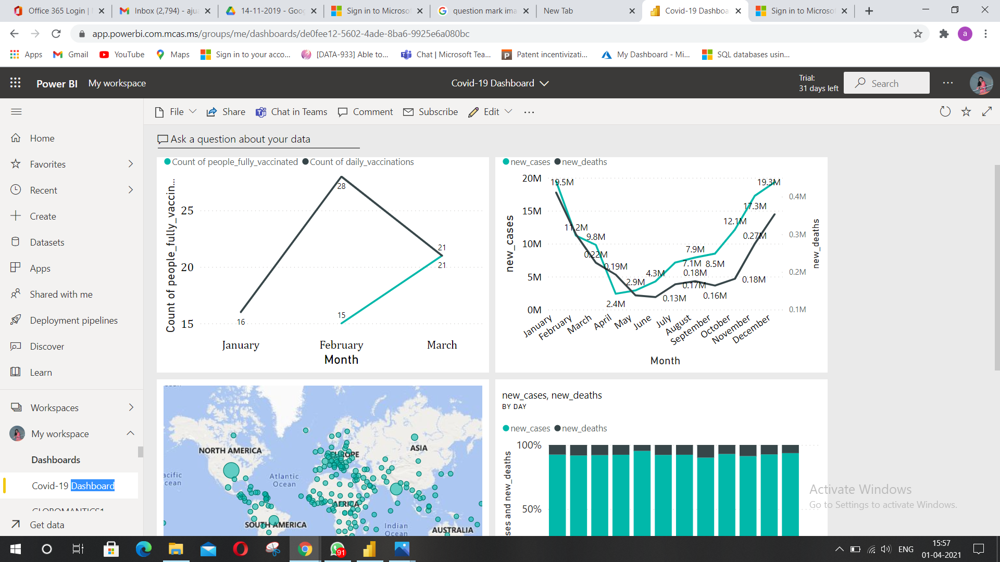 Office 365 Login |
Inbox (2,794) - ajua
14-11-2019 - Goog
Sign in to Microsof
question mark ima
New Tab
Covid-19 Dashboa
Sign in to Microsof
app.powerbi.com.mcas.ms/groups/me/dashboards/de0fee12-5602-4ade-8ba6-9925e6a080bc
a
Apps
Gmail
YouTube
Maps
Sign in to your acco...
[DATA-933] Able to...
Chat | Microsoft Tea...
Patent incentivizati...
My Dashboard - Mi...
SQL databases usin...
Power BI
My workspace
Covid-19 Dashboard
Trial:
31 days left
Search
File
Share
Chat in Teams
Comment
Subscribe
Edit
Home
Favorites
Recent
Create
Datasets
Apps
Shared with me
Deployment pipelines
Discover
Learn
Workspaces
My workspace
Dashboards
Covid-19 Dashboard
Get data
Ask a question about your data
Count of people_fully_vaccinated Count of daily_vaccinations
Count of people_fully_vaccin...
25
20
15
28
21
21
15
16
January
February
March
Month
new_cases new_deaths
new_cases
20M
15M
10M
5M
0M
19.5M
19.3M
17.3M
12.1M
11.2M
9.8M
0.27M
7.9M
0.22M
7.1M
8.5M
0.19M
0.18M
4.3M
0.18M
2.9M
0.17M
0.16M
0.13M
2.4M
0.4M
0.3M
0.2M
0.1M
new_deaths
January
February
March
April
May
June
July
August
September
October
November
December
Month
NORTH AMERICA
EUROPE
ASIA
acific
cean
Atlantic
Ocean
AFRICA
SOUTH AMERICA
Indian
Ocean
AUSTRALIA
new_cases, new_deaths
BY DAY
new_cases new_deaths
100%
50%
ses and new_deaths
Activate Windows
Go to Settings to activate Windows.
91
ENG
15:57
01-04-2021